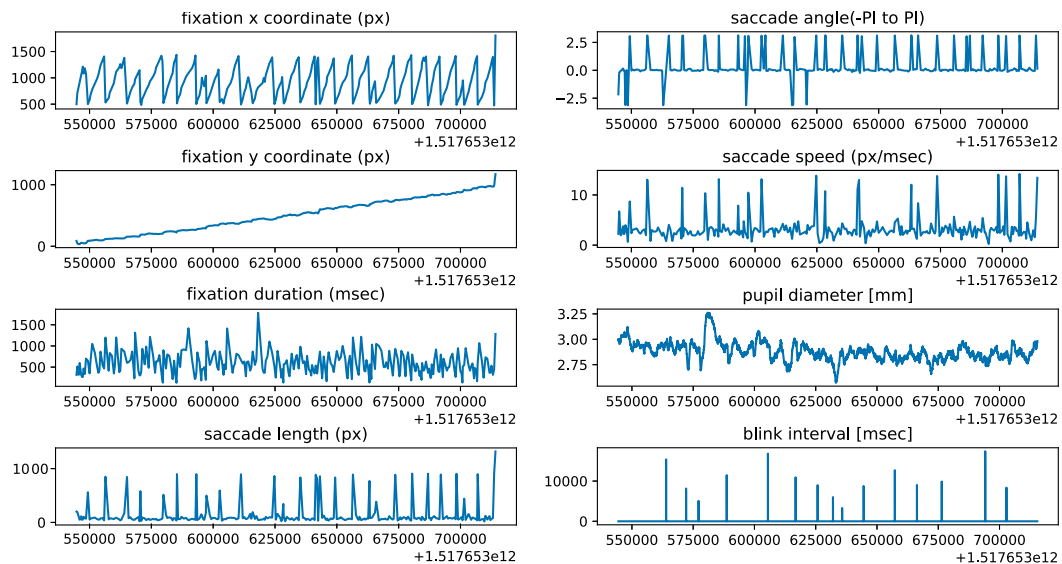 fixation x coordinate (px)
1500
1000
500
550000 575000 600000 625000 650000 675000 700000
+1.517653e12
fixation y coordinate (px)
1000
0
550000 575000 600000 625000 650000 675000 700000
+1.517653e12
fixation duration (msec)
1500
1000
500
550000 575000 600000 625000 650000 675000 700000
+1.517653e12
saccade length (px)
1000
0
550000 575000 600000 625000 650000 675000 700000
+1.517653e12
saccade angle(-PI to PI)
2.5
0.0
−2.5
550000 575000 600000 625000 650000 675000 700000
+1.517653e12
saccade speed (px/msec)
10
0
550000 575000 600000 625000 650000 675000 700000
+1.517653e12
pupil diameter [mm]
3.25
3.00
2.75
550000 575000 600000 625000 650000 675000 700000
+1.517653e12
blink interval [msec]
10000
0
550000 575000 600000 625000 650000 675000 700000
+1.517653e12